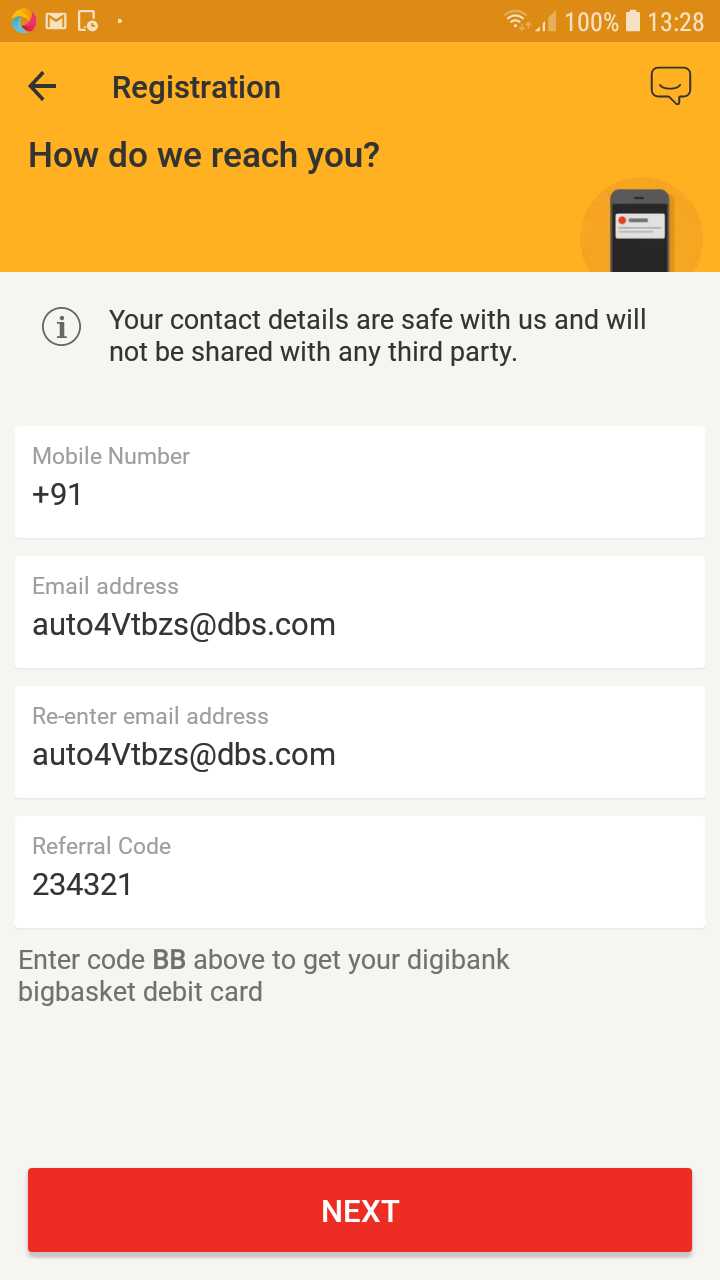 100% 13:28
Registration
How do we reach you?
Your contact details are safe with us and will
not be shared with any third party.
Mobile Number
+91
Email address
auto4Vtbzs@dbs.com
Re-enter email address
auto4Vtbzs@dbs.com
Referral Code
234321
Enter code BB above to get your digibank
bigbasket debit card
NEXT